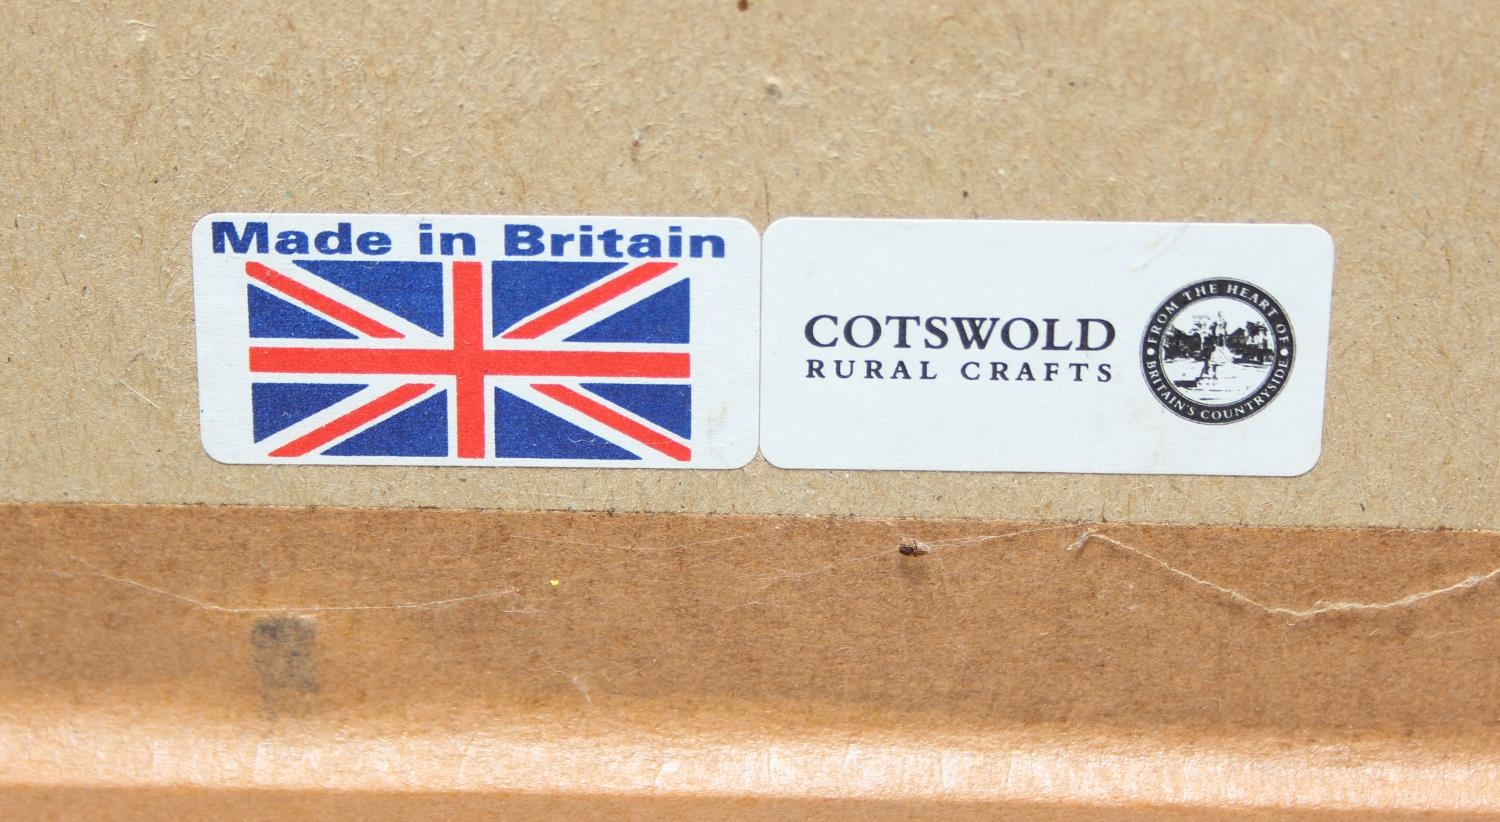 Made in Britain
COTSWOLD
RURAL CRAFTS
FROM THE HEART OF
BRITAIN'S COUNTRYSIDE